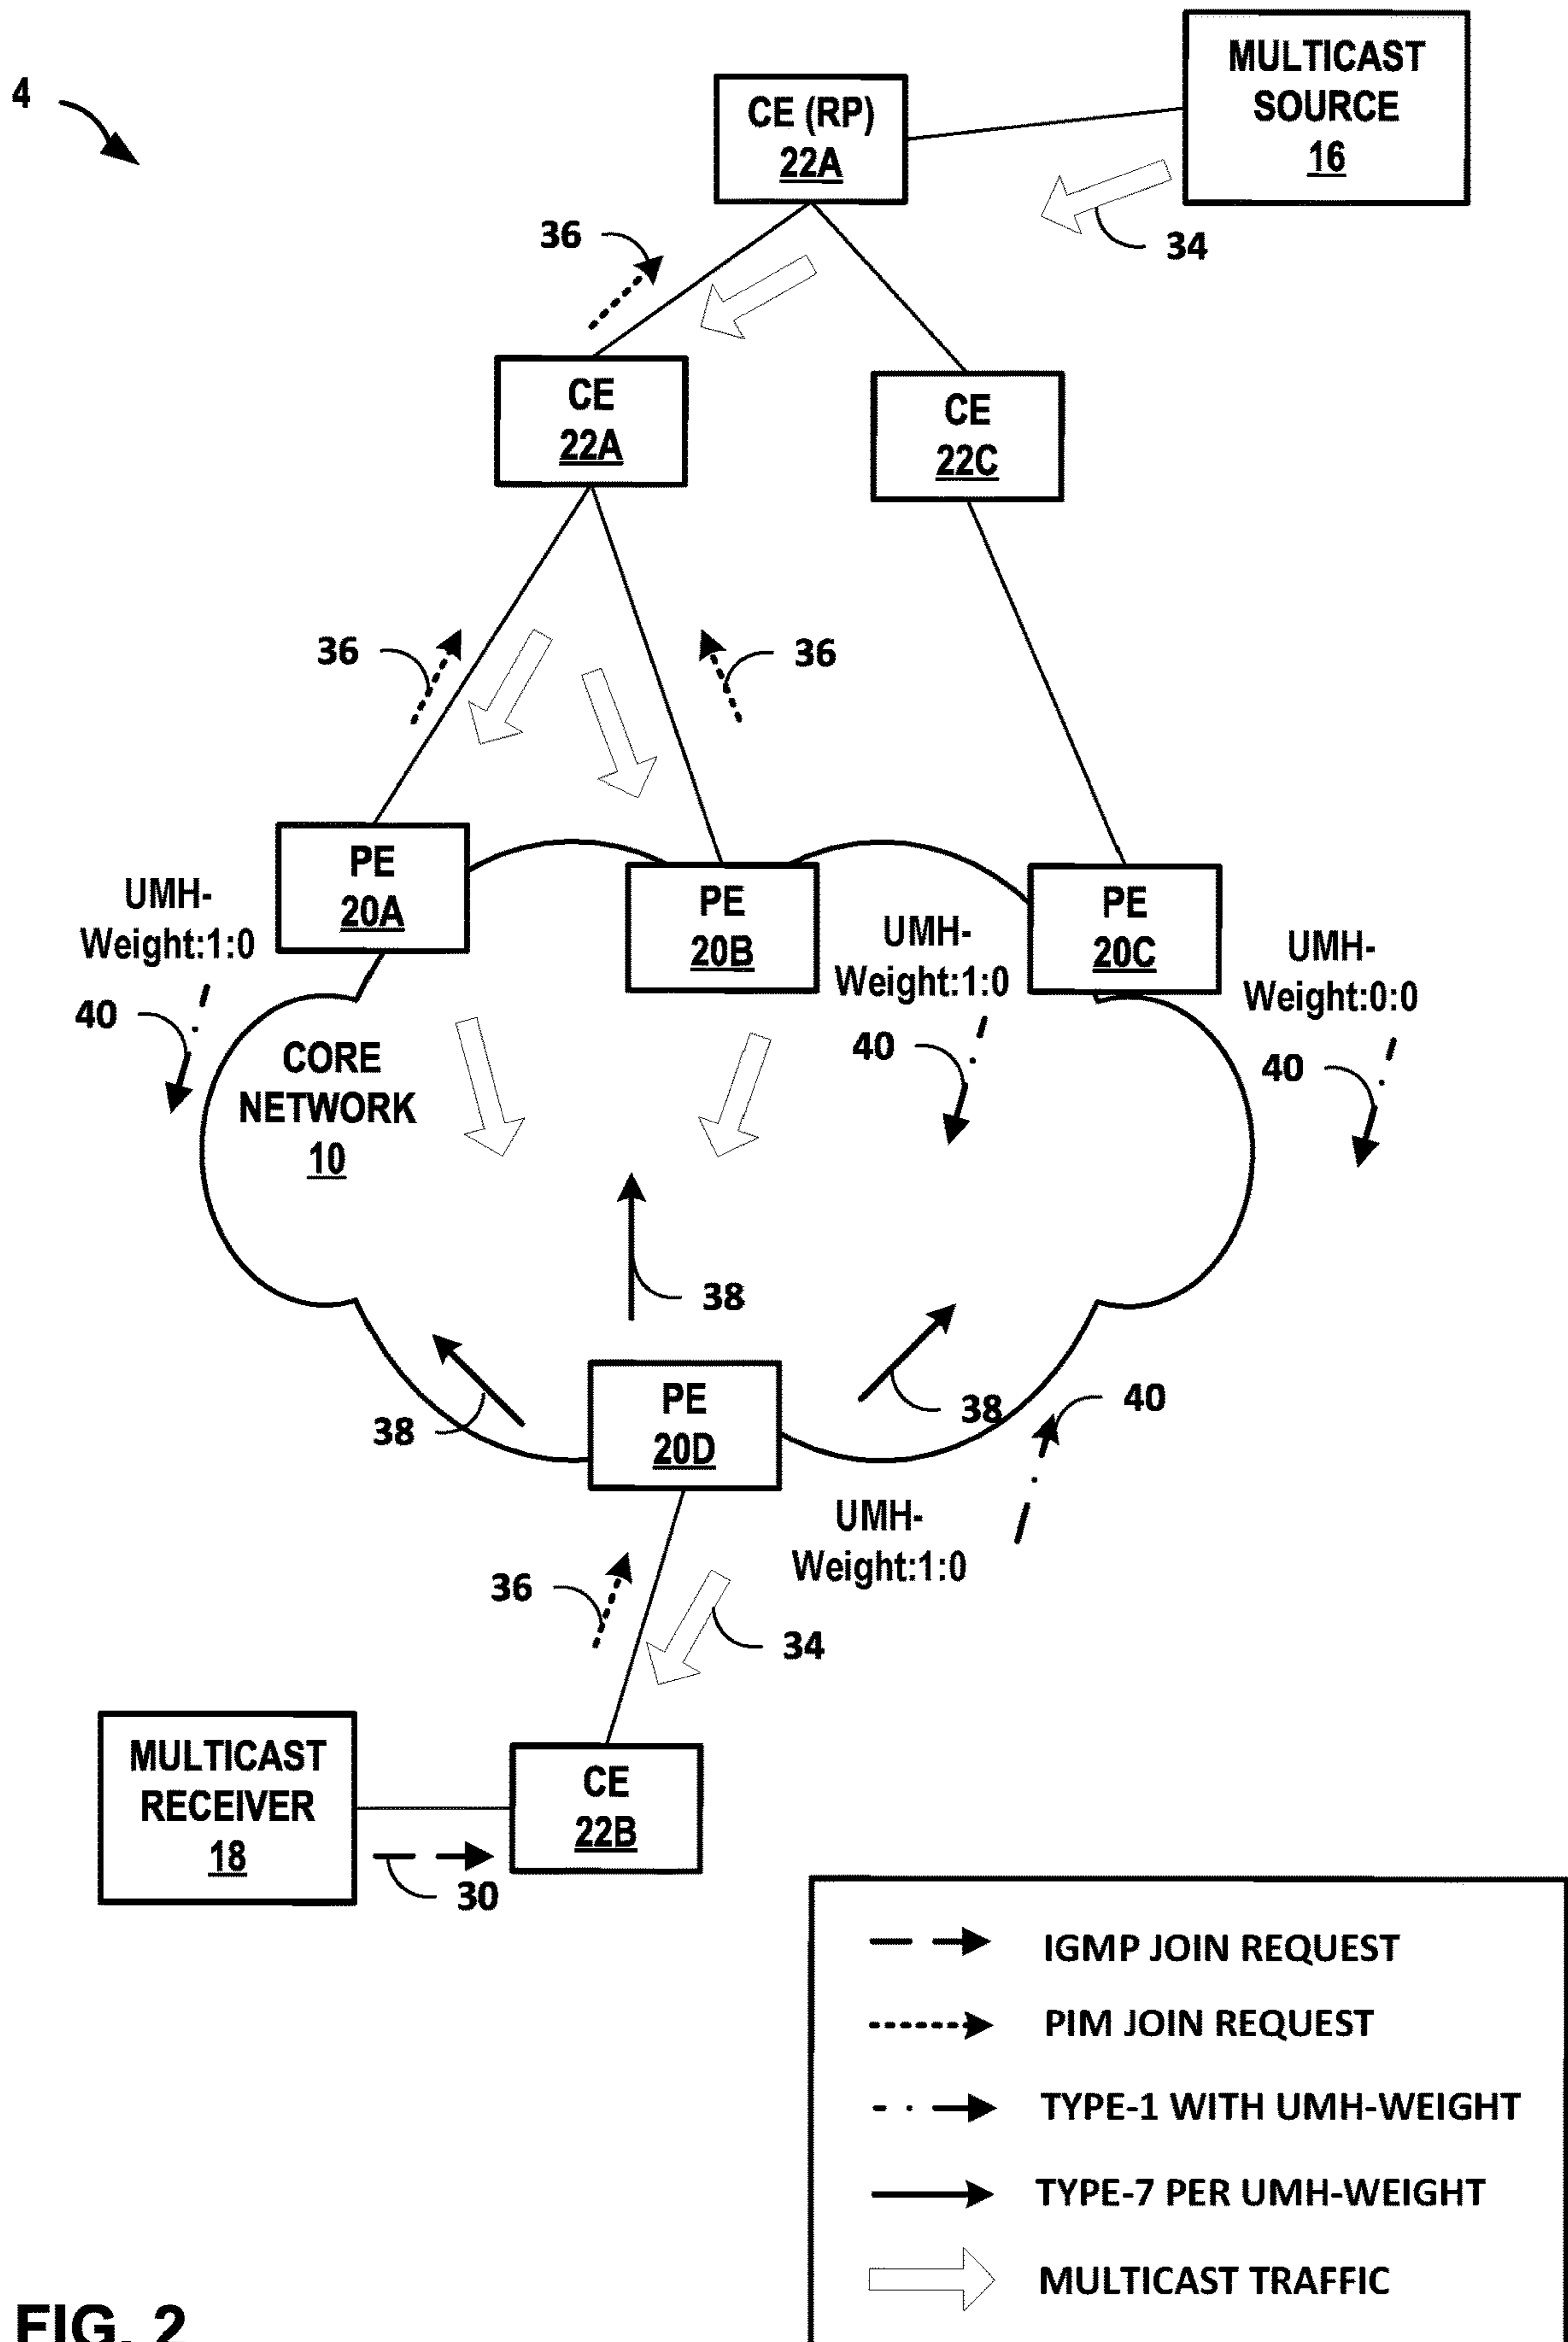 4
MULTICAST
SOURCE
16
CE (RP)
22A
34
36
CE
22A
CE
22C
36
36
PE
20A
PE
20B
PE
20C
UMH-
Weight:1:0
UMH-
Weight:1:0
UMH-
Weight:0:0
40
40
40
CORE
NETWORK
10
38
38
38
40
PE
20D
UMH-
Weight:1:0
36
34
MULTICAST
RECEIVER
18
CE
22B
30
IGMP JOIN REQUEST
PIM JOIN REQUEST
TYPE-1 WITH UMH-WEIGHT
TYPE-7 PER UMH-WEIGHT
MULTICAST TRAFFIC
FIG. 2